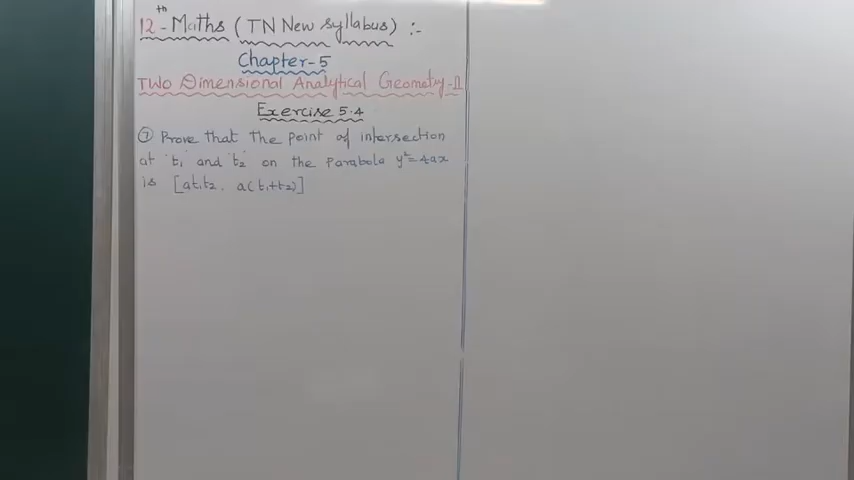 12th - Maths (TN New syllabus) :-
Chapter-5
TWO Dimensional Analytical Geometry-II
Exercise 5.4
⑦ Prove that the point of intersection
at 't₁' and 't₂' on the parabola y²=4ax
is [at₁t₂, a(t₁+t₂)]